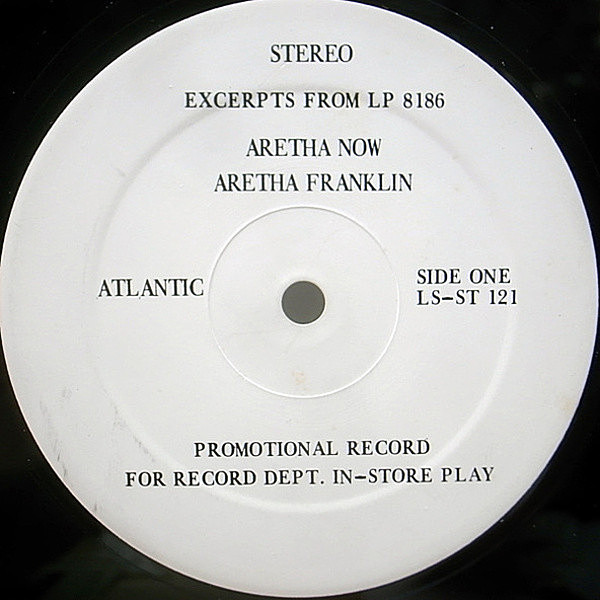 STEREO
EXCERPTS FROM LP 8186
ARETHA NOW
ARETHA FRANKLIN
ATLANTIC
SIDE ONE
LS-ST 121
PROMOTIONAL RECORD
FOR RECORD DEPT. IN-STORE PLAY